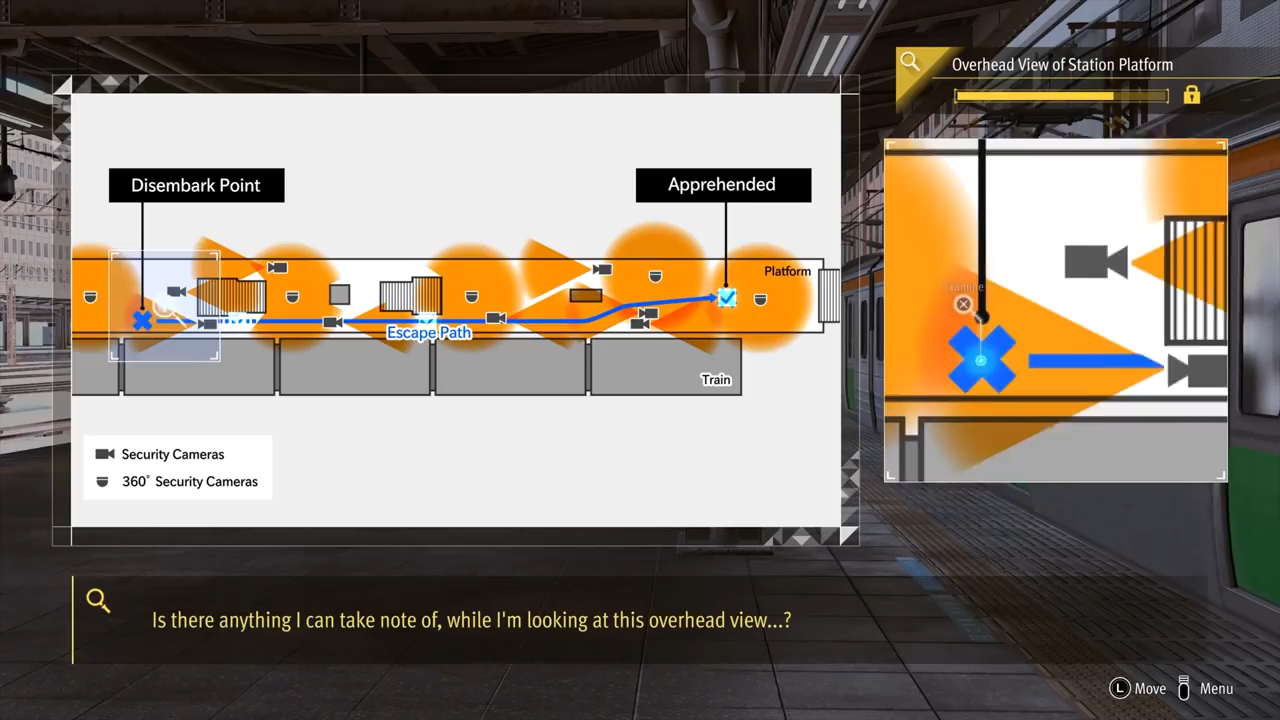 Overhead View of Station Platform
Disembark Point
Apprehended
Platform
Examine
Escape Path
Train
Security Cameras
360° Security Cameras
Is there anything I can take note of, while I'm looking at this overhead view...?
L Move Menu